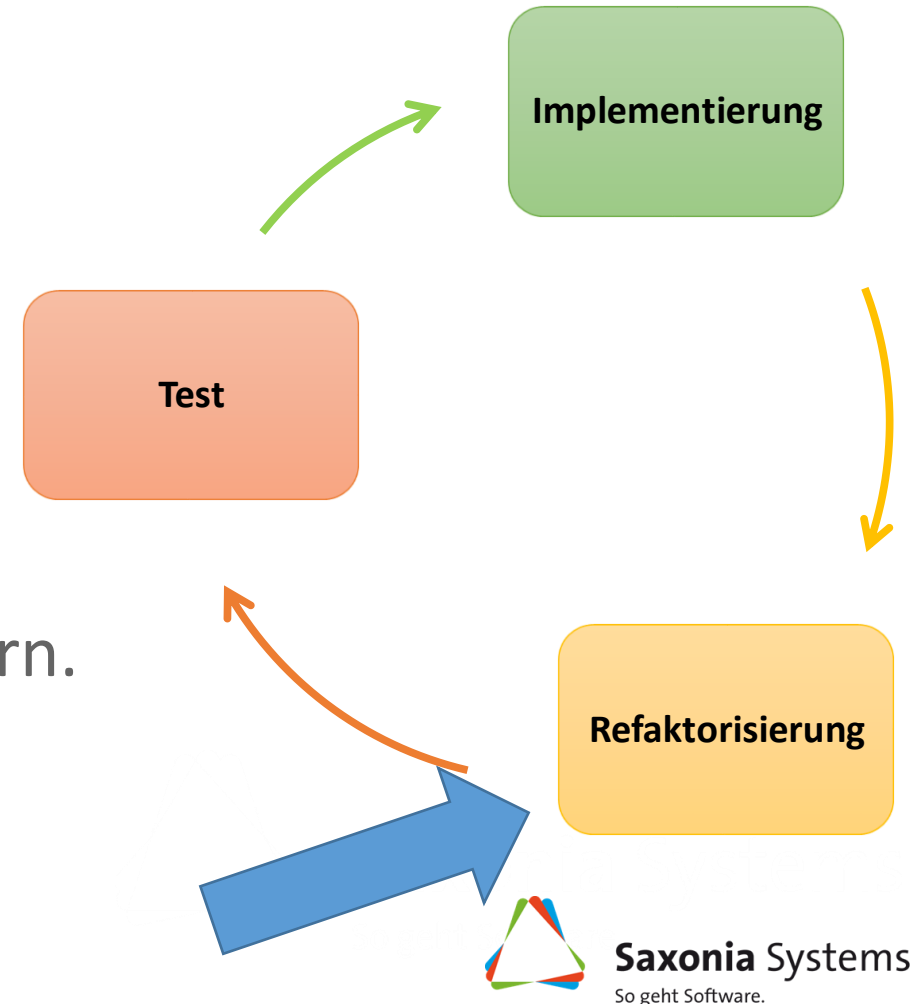 Implementierung
Test
rn.
Refaktorisierung
Saxonia Systems
So geht Software.